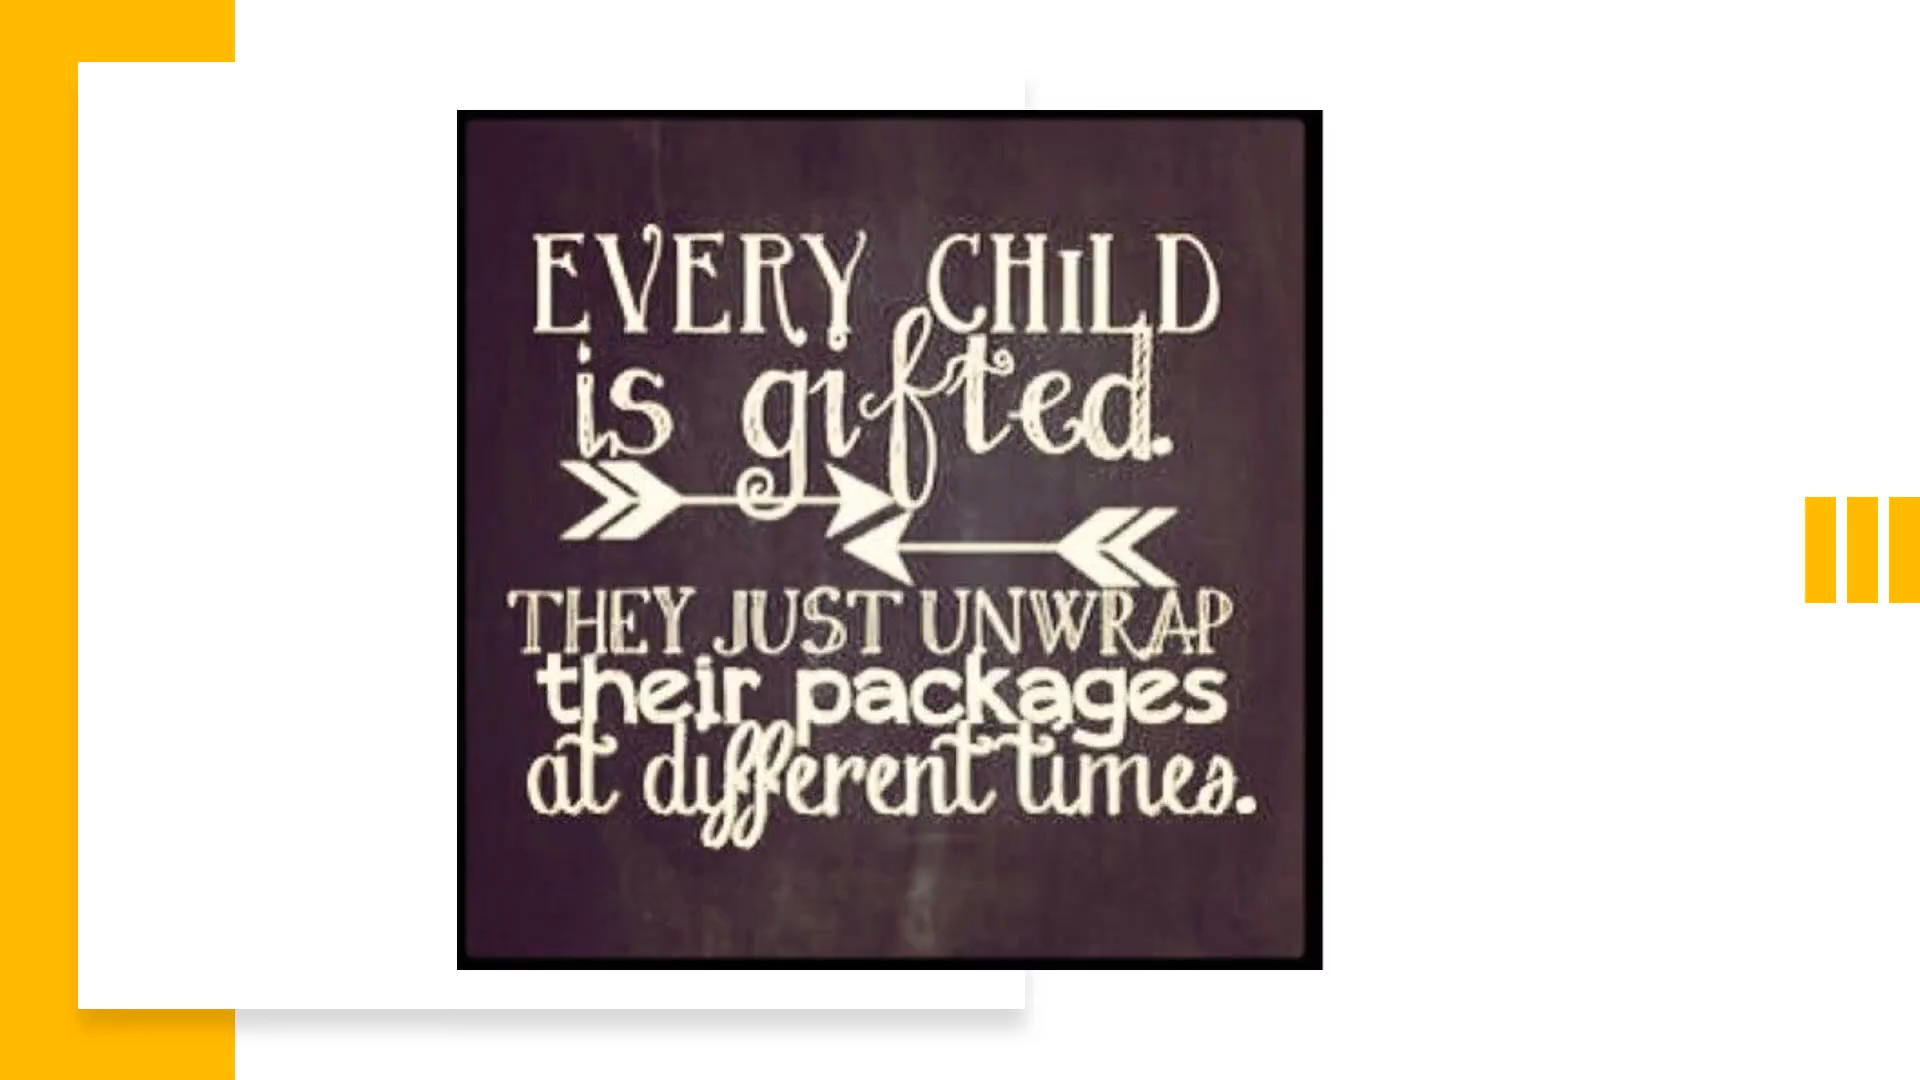 EVERY CHiLD
is gifted.
THEY JUST UNWRAP
their packages
at different times.